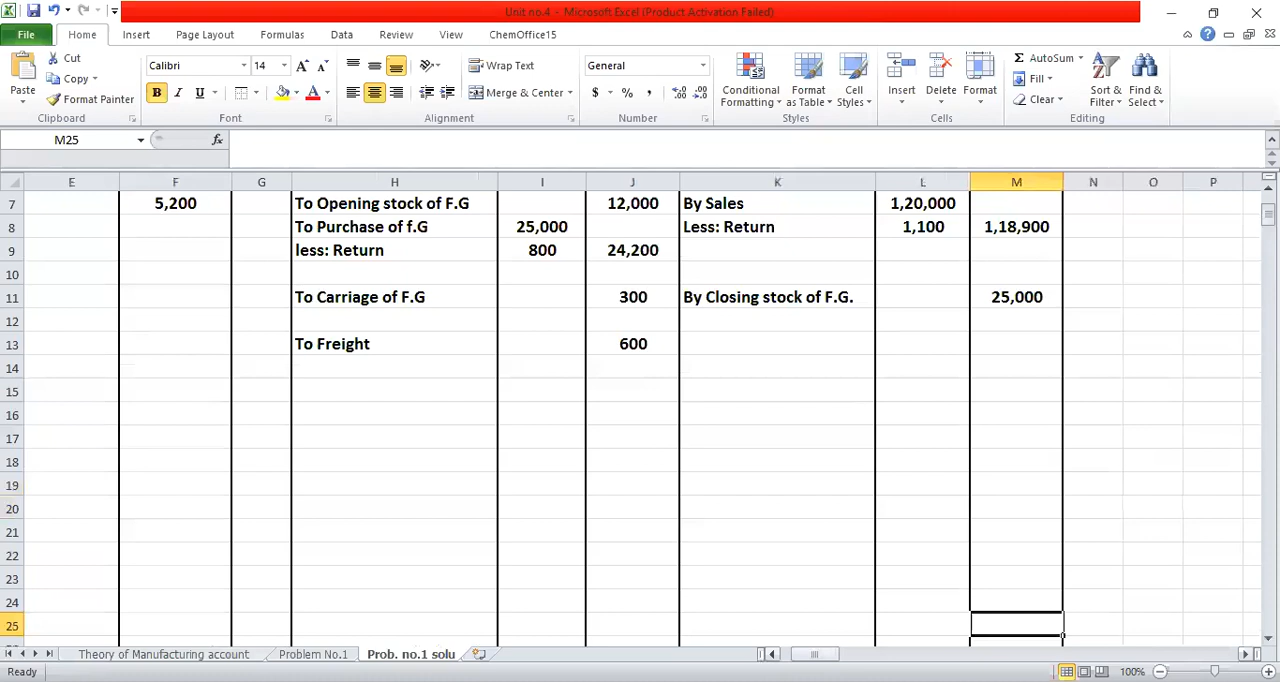 Unit no.4 - Microsoft Excel (Product Activation Failed)
File Home Insert Page Layout Formulas Data Review View ChemOffice15
Paste
Cut
Copy
Format Painter
Clipboard
Calibri 14
B I U
Font
Wrap Text
Merge & Center
Alignment
General
$ % ,
Number
Conditional Formatting
Format as Table
Cell Styles
Styles
Insert Delete Format
Cells
Σ AutoSum
Fill
Clear
Sort & Filter
Find & Select
Editing
M25 fx
E F G H I J K L M N O P
7 5,200 To Opening stock of F.G 12,000 By Sales 1,20,000
8 To Purchase of f.G 25,000 Less: Return 1,100 1,18,900
9 less: Return 800 24,200
10
11 To Carriage of F.G 300 By Closing stock of F.G. 25,000
12
13 To Freight 600
14
15
16
17
18
19
20
21
22
23
24
25
Theory of Manufacturing account Problem No.1 Prob. no.1 solu
Ready 100%